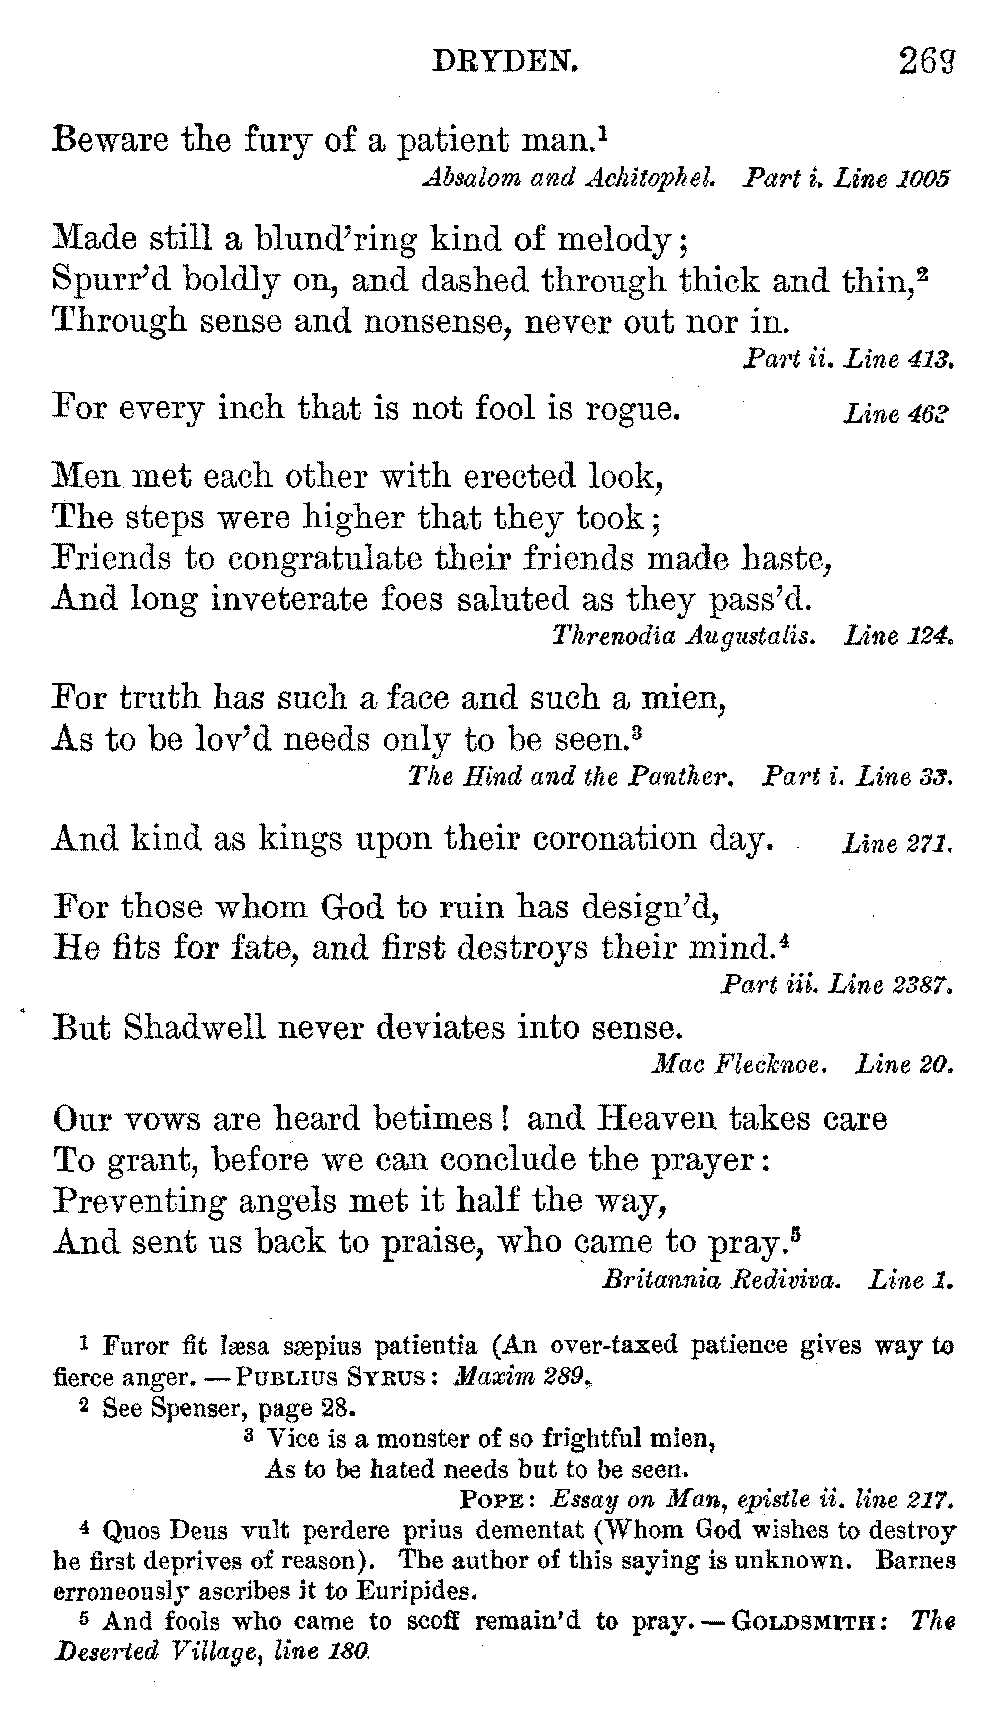 DRYDEN. 269
Beware the fury of a patient man.¹
Absalom and Achitophel. Part i. Line 1005
Made still a blund'ring kind of melody;
Spurr'd boldly on, and dashed through thick and thin,²
Through sense and nonsense, never out nor in.
Part ii. Line 413.
For every inch that is not fool is rogue. Line 463
Men met each other with erected look,
The steps were higher that they took;
Friends to congratulate their friends made haste,
And long inveterate foes saluted as they pass'd.
Threnodia Augustalis. Line 124.
For truth has such a face and such a mien,
As to be lov'd needs only to be seen.³
The Hind and the Panther. Part i. Line 33.
And kind as kings upon their coronation day. Line 271.
For those whom God to ruin has design'd,
He fits for fate, and first destroys their mind.⁴
Part iii. Line 2387.
But Shadwell never deviates into sense.
Mac Flecknoe. Line 20.
Our vows are heard betimes! and Heaven takes care
To grant, before we can conclude the prayer:
Preventing angels met it half the way,
And sent us back to praise, who came to pray.⁵
Britannia Rediviva. Line 1.
¹ Furor fit læsa sæpius patientia (An over-taxed patience gives way to
fierce anger. — PUBLIUS SYRUS: Maxim 289.
² See Spenser, page 28.
³ Vice is a monster of so frightful mien,
As to be hated needs but to be seen.
POPE: Essay on Man, epistle ii. line 217.
⁴ Quos Deus vult perdere prius dementat (Whom God wishes to destroy
he first deprives of reason). The author of this saying is unknown. Barnes
erroneously ascribes it to Euripides.
⁵ And fools who came to scoff remain'd to pray. — GOLDSMITH: The
Deserted Village, line 180.